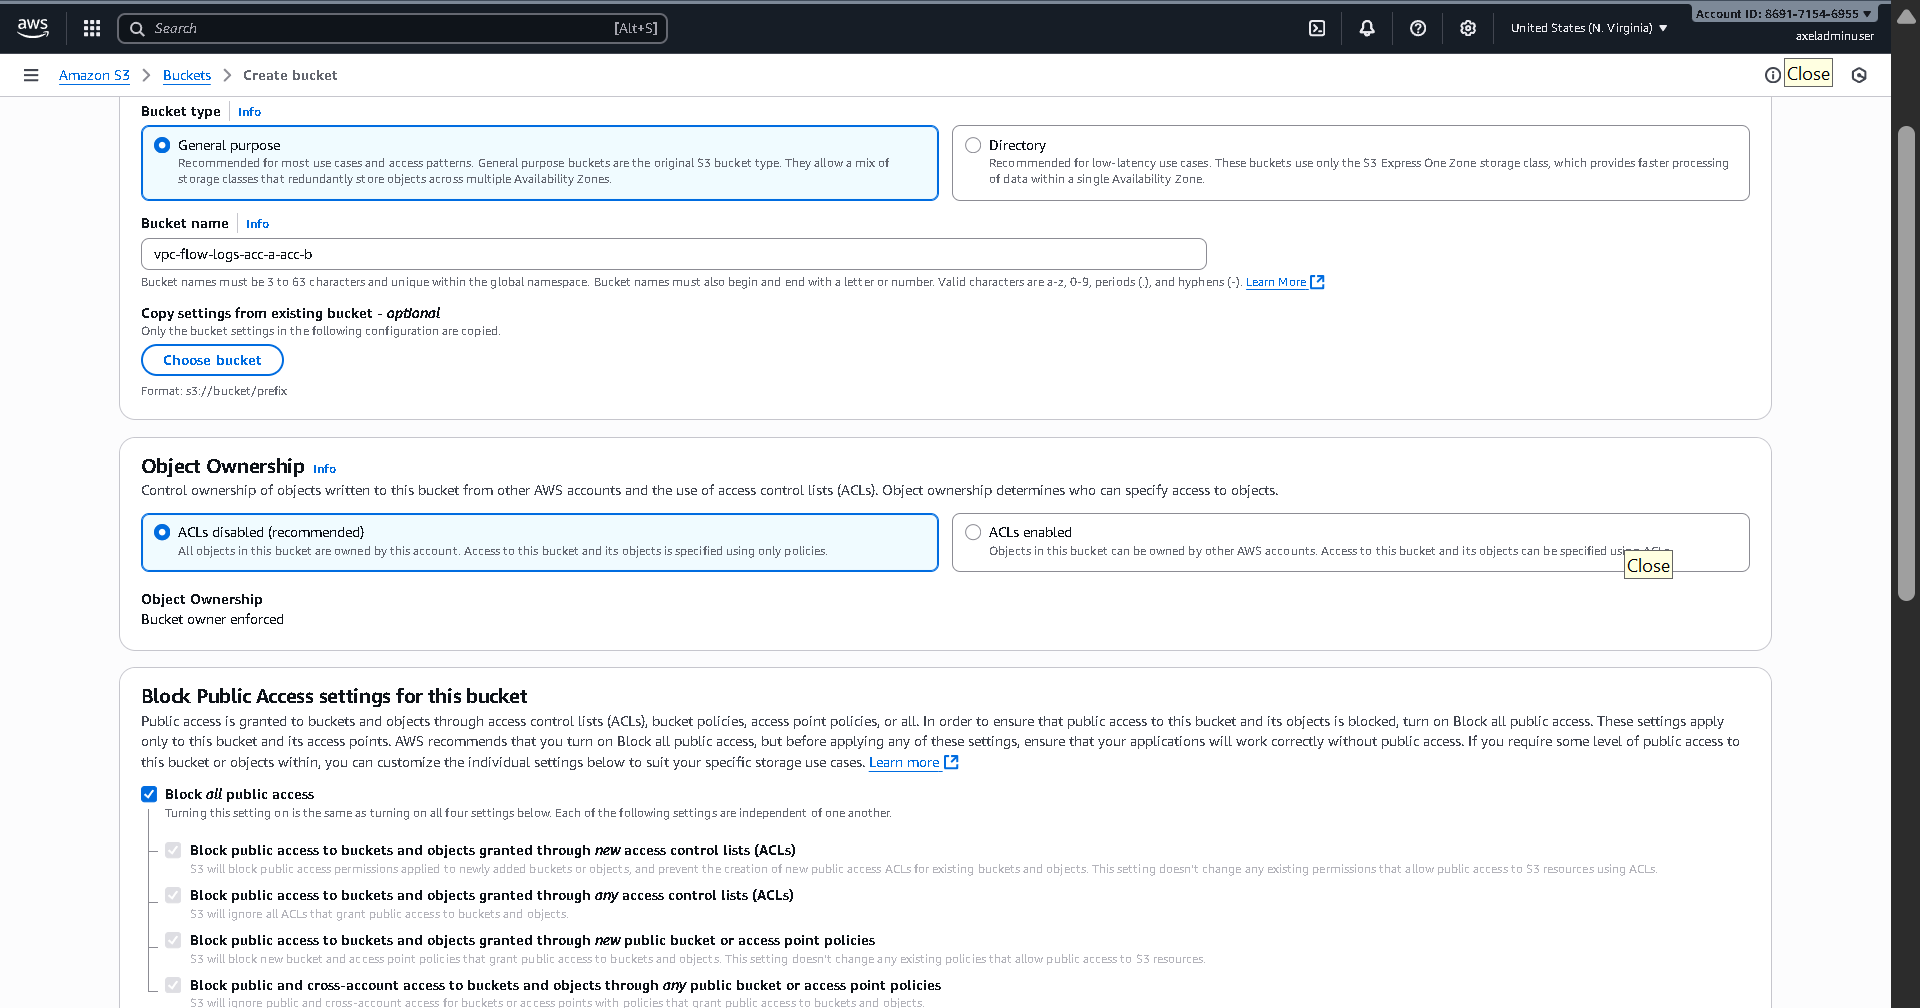 aws
Search
[Alt+S]
United States (N. Virginia) ▼
Account ID: 8691-7154-6955 ▼
axeladminuser
Amazon S3 > Buckets > Create bucket
Close
Bucket type
Info
General purpose
Recommended for most use cases and access patterns. General purpose buckets are the original S3 bucket type. They allow a mix of
storage classes that redundantly store objects across multiple Availability Zones.
Directory
Recommended for low-latency use cases. These buckets use only the S3 Express One Zone storage class, which provides faster processing
of data within a single Availability Zone.
Bucket name
Info
vpc-flow-logs-acc-a-acc-b
Bucket names must be 3 to 63 characters and unique within the global namespace. Bucket names must also begin and end with a letter or number. Valid characters are a-z, 0-9, periods (.), and hyphens (-). Learn More
Copy settings from existing bucket - optional
Only the bucket settings in the following configuration are copied.
Choose bucket
Format: s3://bucket/prefix
Object Ownership Info
Control ownership of objects written to this bucket from other AWS accounts and the use of access control lists (ACLs). Object ownership determines who can specify access to objects.
ACLs disabled (recommended)
All objects in this bucket are owned by this account. Access to this bucket and its objects is specified using only policies.
ACLs enabled
Objects in this bucket can be owned by other AWS accounts. Access to this bucket and its objects can be specified using ACLs.
Close
Object Ownership
Bucket owner enforced
Block Public Access settings for this bucket
Public access is granted to buckets and objects through access control lists (ACLs), bucket policies, access point policies, or all. In order to ensure that public access to this bucket and its objects is blocked, turn on Block all public access. These settings apply
only to this bucket and its access points. AWS recommends that you turn on Block all public access, but before applying any of these settings, ensure that your applications will work correctly without public access. If you require some level of public access to
this bucket or objects within, you can customize the individual settings below to suit your specific storage use cases. Learn more
Block all public access
Turning this setting on is the same as turning on all four settings below. Each of the following settings are independent of one another.
Block public access to buckets and objects granted through new access control lists (ACLs)
S3 will block public access permissions applied to newly added buckets or objects, and prevent the creation of new public access ACLs for existing buckets and objects. This setting doesn't change any existing permissions that allow public access to S3 resources using ACLs.
Block public access to buckets and objects granted through any access control lists (ACLs)
S3 will ignore all ACLs that grant public access to buckets and objects.
Block public access to buckets and objects granted through new public bucket or access point policies
S3 will block new bucket and access point policies that grant public access to buckets and objects. This setting doesn't change any existing policies that allow public access to S3 resources.
Block public and cross-account access to buckets and objects through any public bucket or access point policies
S3 will ignore public and cross-account access for buckets or access points with policies that grant public access to buckets and objects.